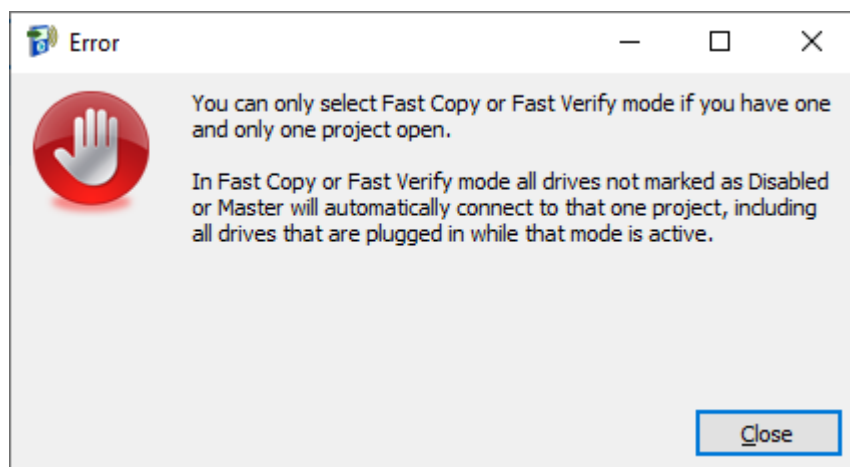 Error
You can only select Fast Copy or Fast Verify mode if you have one
and only one project open.
In Fast Copy or Fast Verify mode all drives not marked as Disabled
or Master will automatically connect to that one project, including
all drives that are plugged in while that mode is active.
Close